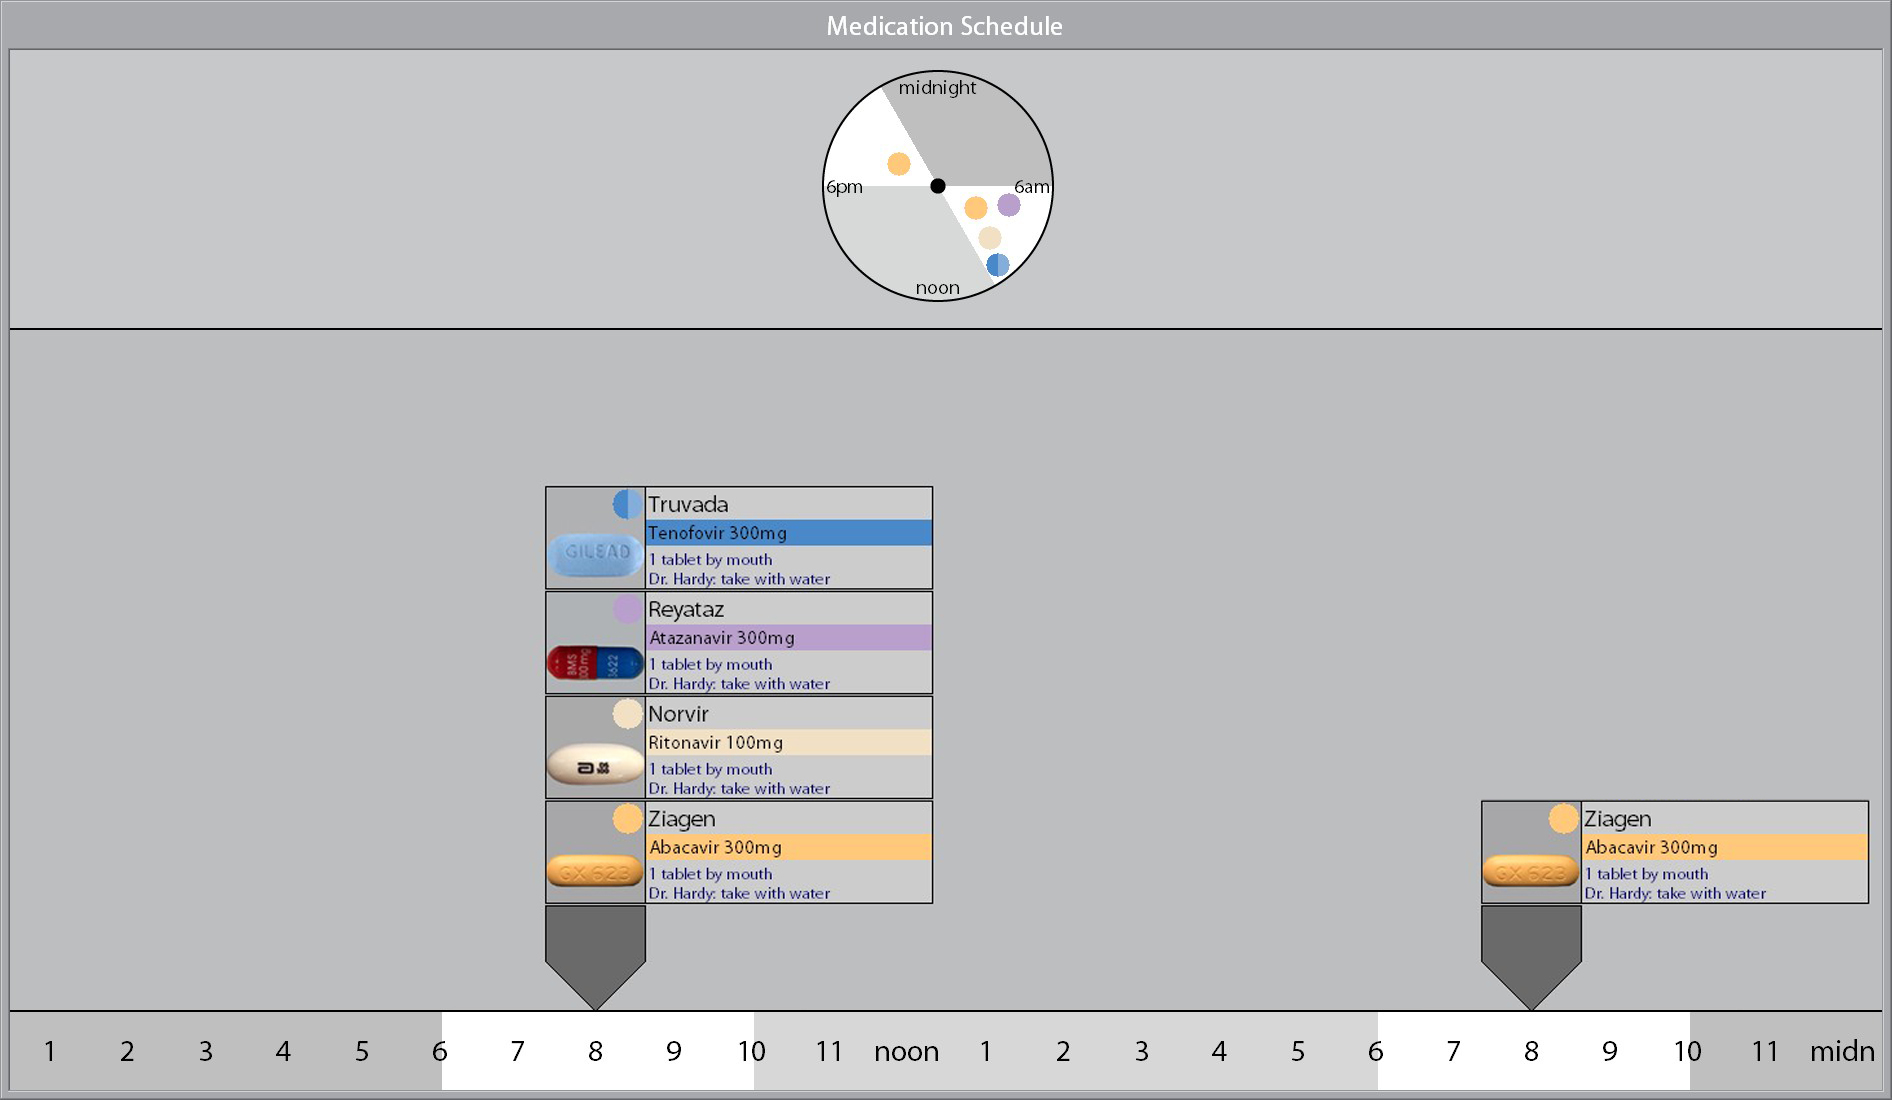 Medication Schedule
midnight
6pm
6am
noon
Truvada
Tenofovir 300mg
GILEAD
1 tablet by mouth
Dr. Hardy: take with water
Reyataz
Atazanavir 300mg
BMS
3622
1 tablet by mouth
Dr. Hardy: take with water
Norvir
Ritonavir 100mg
1 tablet by mouth
Dr. Hardy: take with water
Ziagen
Abacavir 300mg
GX 623
1 tablet by mouth
Dr. Hardy: take with water
Ziagen
Abacavir 300mg
GX 623
1 tablet by mouth
Dr. Hardy: take with water
1 2 3 4 5 6 7 8 9 10 11 noon 1 2 3 4 5 6 7 8 9 10 11 midn